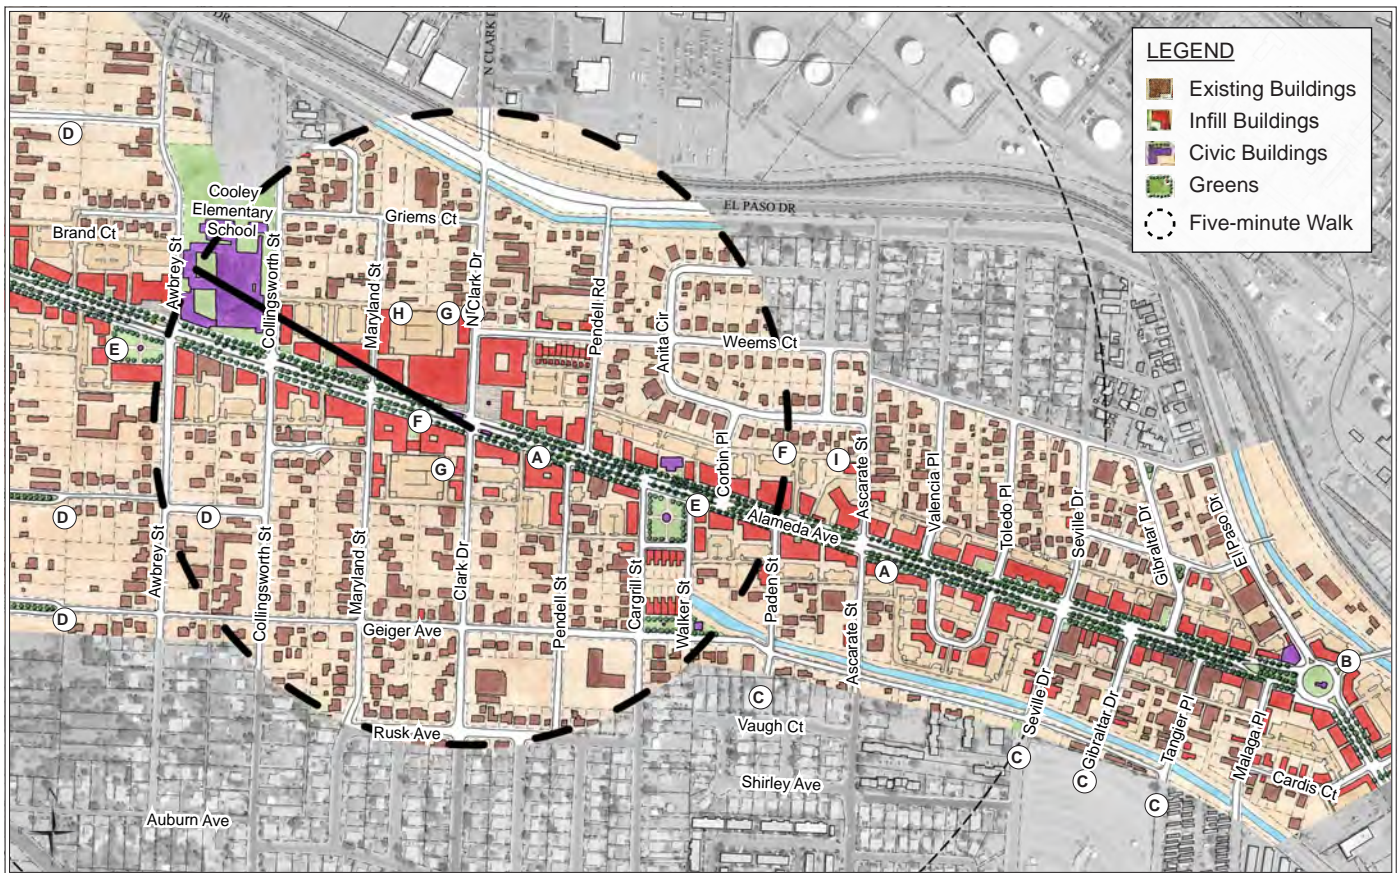 DR
N CLARK D
LEGEND
Existing Buildings
Infill Buildings
Civic Buildings
Greens
Five-minute Walk
D
Cooley
Elementary
School
EL PASO DR
Griems Ct
Brand Ct
Awbrey St
Collingsworth St
Maryland St
H
G
N Clark Dr
Pendell Rd
Anita Cir
Weems Ct
E
F
A
G
Corbin Pl
F
I
Ascarate St
Valencia Pl
Toledo Pl
Seville Dr
Gibraltar Dr
El Paso Dr
E
Alameda Ave
D
D
A
Awbrey St
Collingsworth St
Maryland St
Clark Dr
Pendell St
Cargrill St
Walker St
Paden St
Ascarate St
D
Geiger Ave
B
C
Seville Dr
Gibraltar Dr
Tangier Pl
Malaga Pl
Rusk Ave
Vaugh Ct
C
C
C
Shirley Ave
Cardis Ct
Auburn Ave